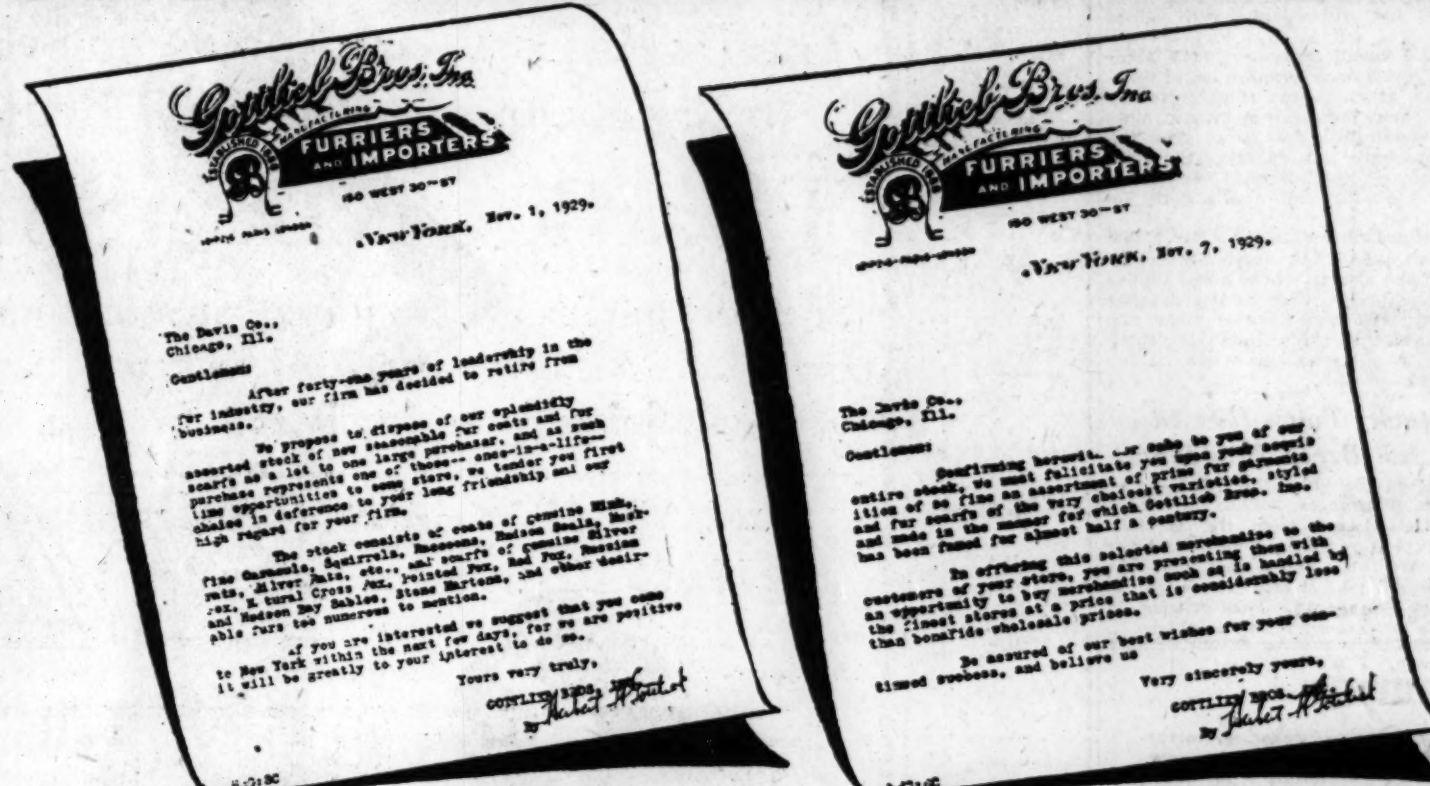 Gottlieb Bros. Inc
MANUFACTURING
FURRIERS
AND IMPORTERS
ESTABLISHED 1888
GB
150 WEST 30TH ST
NEW YORK, Nov. 1, 1929.
The Davis Co.,
Chicago, Ill.
Gentlemen:
After forty-one years of leadership in the
fur industry, our firm has decided to retire from
business.
We propose to dispose of our splendidly
assorted stock of new seasonable fur coats and fur
scarfs as a lot to one large purchaser, and as such
purchase represents one of those-- once-in-a-life--
time opportunities to some store, we tender you first
choice in deference to your long friendship and our
high regard for your firm.
The stock consists of coats of genuine Mink,
fine Caracals, Squirrels, Raccoons, Hudson Seals, Musk-
rats, Silver Rats, etc., and scarfs of genuine Silver
Fox, Natural Cross Fox, Pointed Fox, Red Fox, Russian
and Hudson Bay Sables, Stone Martens, and other desir-
able furs too numerous to mention.
If you are interested we suggest that you come
to New York within the next few days, for we are positive
it will be greatly to your interest to do so.
Yours very truly,
GOTTLIEB BROS. Inc.
By
Gottlieb Bros. Inc
MANUFACTURING
FURRIERS
AND IMPORTERS
ESTABLISHED 1888
GB
150 WEST 30TH ST
NEW YORK, Nov. 7, 1929.
The Davis Co.,
Chicago, Ill.
Gentlemen:
Confirming herewith our sale to you of our
entire stock, we must felicitate you upon your acquis
ition of so fine an assortment of prime fur garments
and fur scarfs of the very choicest varieties, styled
and made in the manner for which Gottlieb Bros. Inc.
has been famed for almost half a century.
In offering this selected merchandise to the
customers of your store, you are presenting them with
an opportunity to buy merchandise such as is handled by
the finest stores at a price that is considerably less
than bonafide wholesale prices.
Be assured of our best wishes for your con-
tinued success, and believe us
Very sincerely yours,
GOTTLIEB BROS.
By